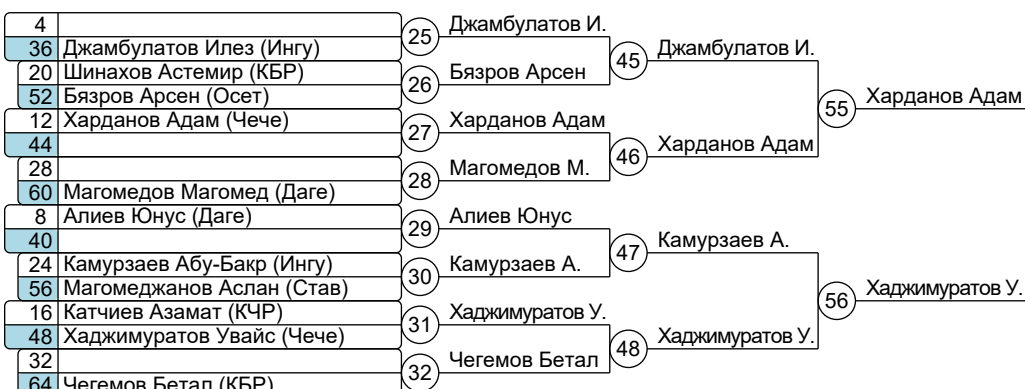 4
36 Джамбулатов Илез (Ингу)
20 Шинахов Астемир (КБР)
52 Бязров Арсен (Осет)
12 Харданов Адам (Чече)
44
28
60 Магомедов Магомед (Даге)
8 Алиев Юнус (Даге)
40
24 Камурзаев Абу-Бакр (Ингу)
56 Магомеджанов Аслан (Став)
16 Катчиев Азамат (КЧР)
48 Хаджимуратов Увайс (Чече)
32
64 Чегемов Бетал (КБР)
25 Джамбулатов И.
26 Бязров Арсен
27 Харданов Адам
28 Магомедов М.
29 Алиев Юнус
30 Камурзаев А.
31 Хаджимуратов У.
32 Чегемов Бетал
45 Джамбулатов И.
46 Харданов Адам
47 Камурзаев А.
48 Хаджимуратов У.
55 Харданов Адам
56 Хаджимуратов У.